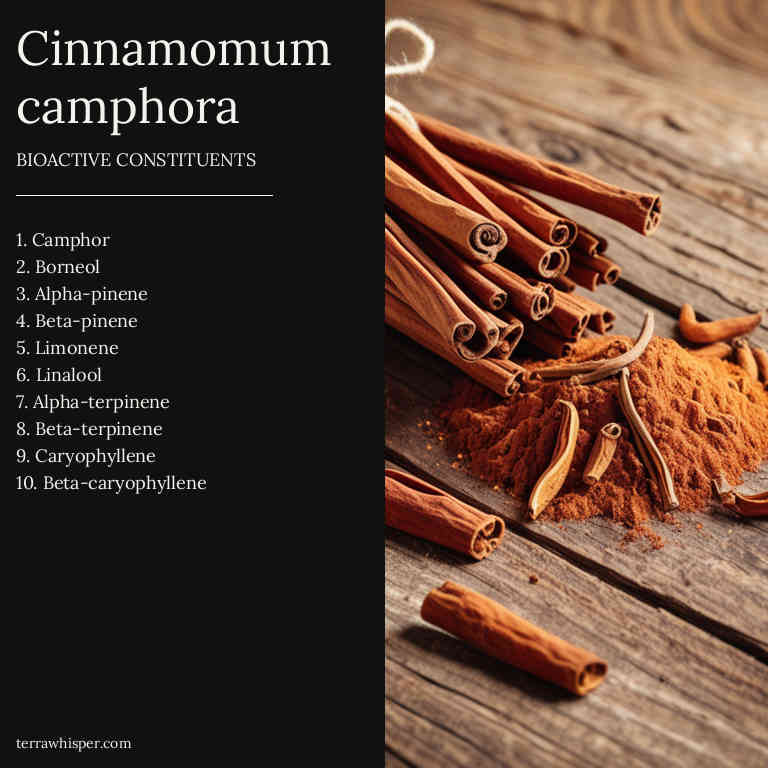 Cinnamomum
camphora
BIOACTIVE CONSTITUENTS
1. Camphor
2. Borneol
3. Alpha-pinene
4. Beta-pinene
5. Limonene
6. Linalool
7. Alpha-terpinene
8. Beta-terpinene
9. Caryophyllene
10. Beta-caryophyllene
terrawhisper.com